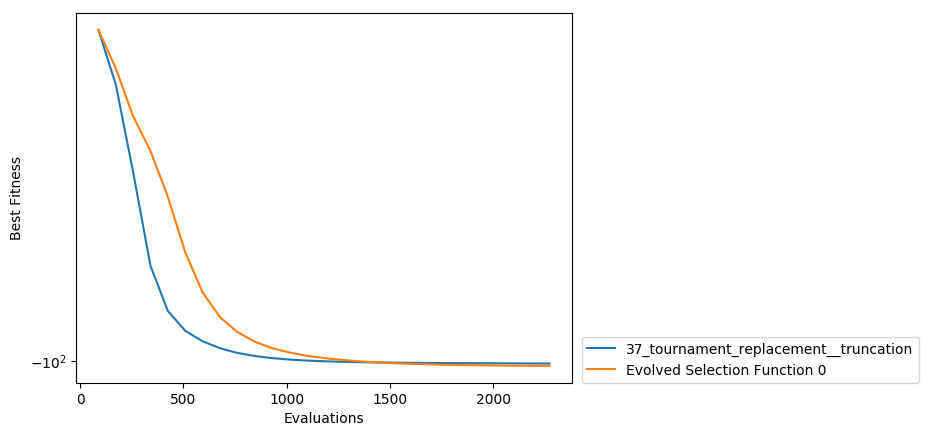 Best Fitness
−10²
0
500
1000
1500
2000
Evaluations
37_tournament_replacement__truncation
Evolved Selection Function 0